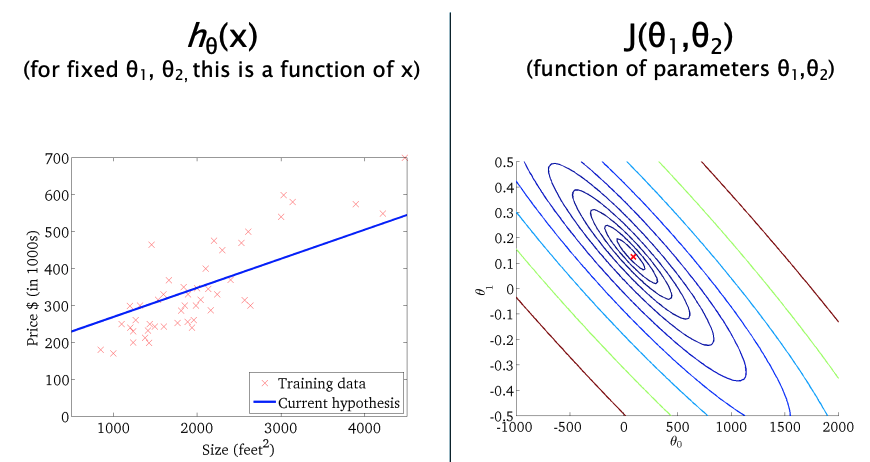 hθ(x)
(for fixed θ1, θ2, this is a function of x)
700
600
500
400
300
200
100
0
Price $ (in 1000s)
1000 2000 3000 4000
Size (feet2)
Training data
Current hypothesis
J(θ1,θ2)
(function of parameters θ1,θ2)
0.5
0.4
0.3
0.2
0.1
0
-0.1
-0.2
-0.3
-0.4
-0.5
θ1
-1000 -500 0 500 1000 1500 2000
θ0